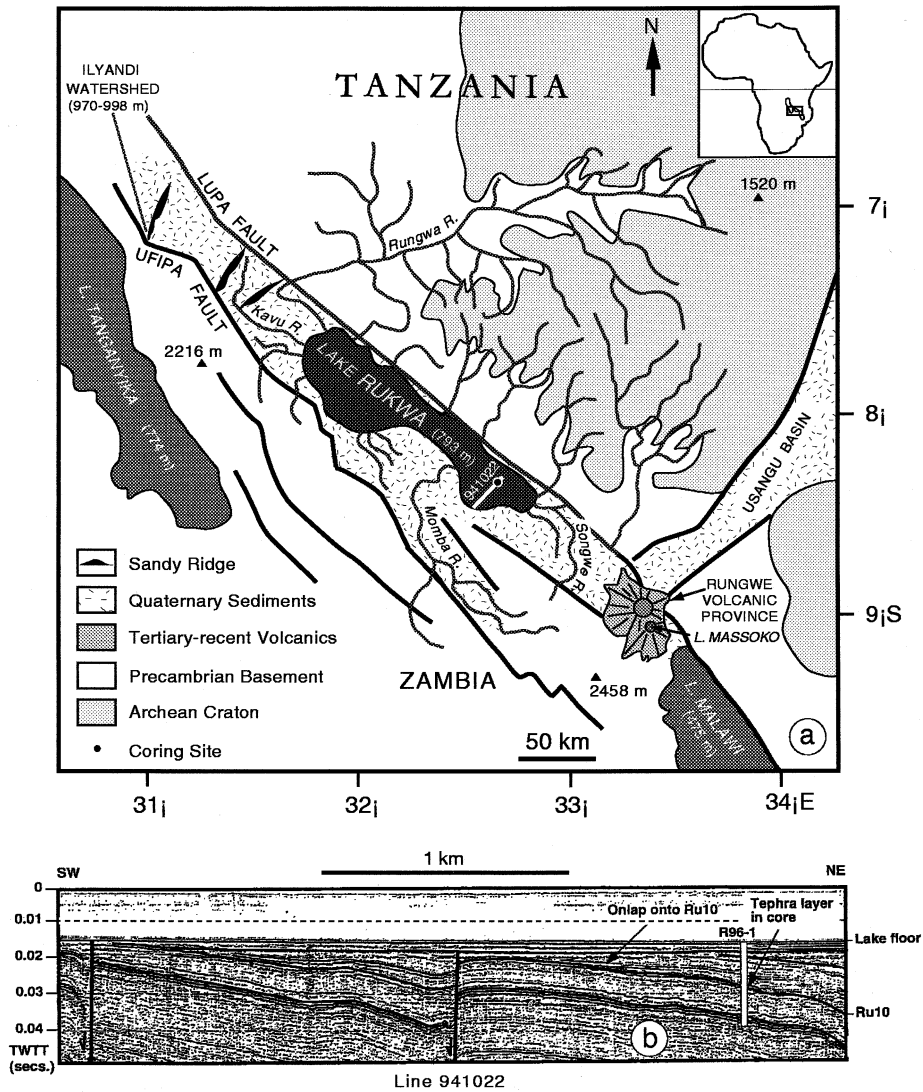 N
TANZANIA
ILYANDI
WATERSHED
(970-998 m)
1520 m
7¡
LUPA FAULT
Rungwa R.
UFIPA
FAULT
Kavu R.
L. TANGANYIKA
(774 m)
2216 m
LAKE RUKWA
(793 m)
941022
8¡
USANGU BASIN
Momba R.
Songwe R.
Sandy Ridge
Quaternary Sediments
Tertiary-recent Volcanics
Precambrian Basement
Archean Craton
Coring Site
RUNGWE
VOLCANIC
PROVINCE
L. MASSOKO
9¡S
ZAMBIA
2458 m
L. MALAWI
50 km
a
31¡
32¡
33¡
34¡E
1 km
SW
NE
0
0.01
0.02
0.03
0.04
TWTT
(secs.)
Onlap onto Ru10
Tephra layer
in core
R96-1
Lake floor
Ru10
b
Line 941022